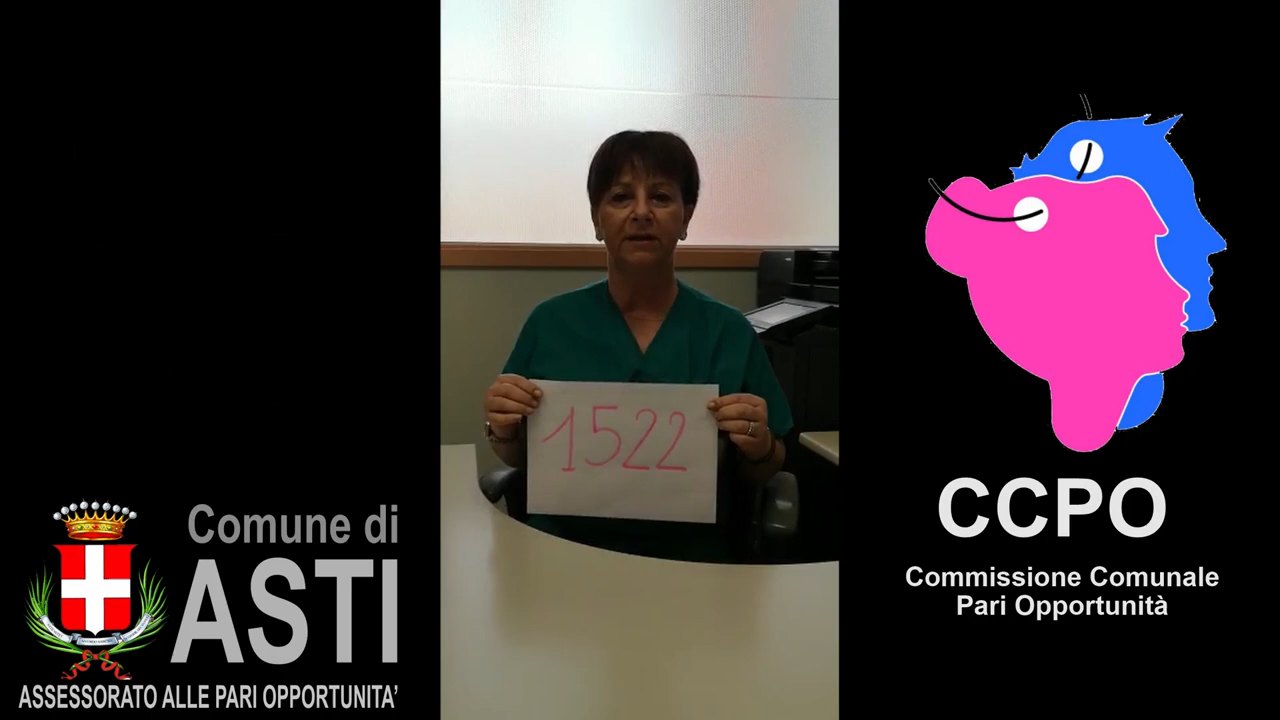 1522
Comune di
ASTI
ASSESSORATO ALLE PARI OPPORTUNITA'
CCPO
Commissione Comunale
Pari Opportunità